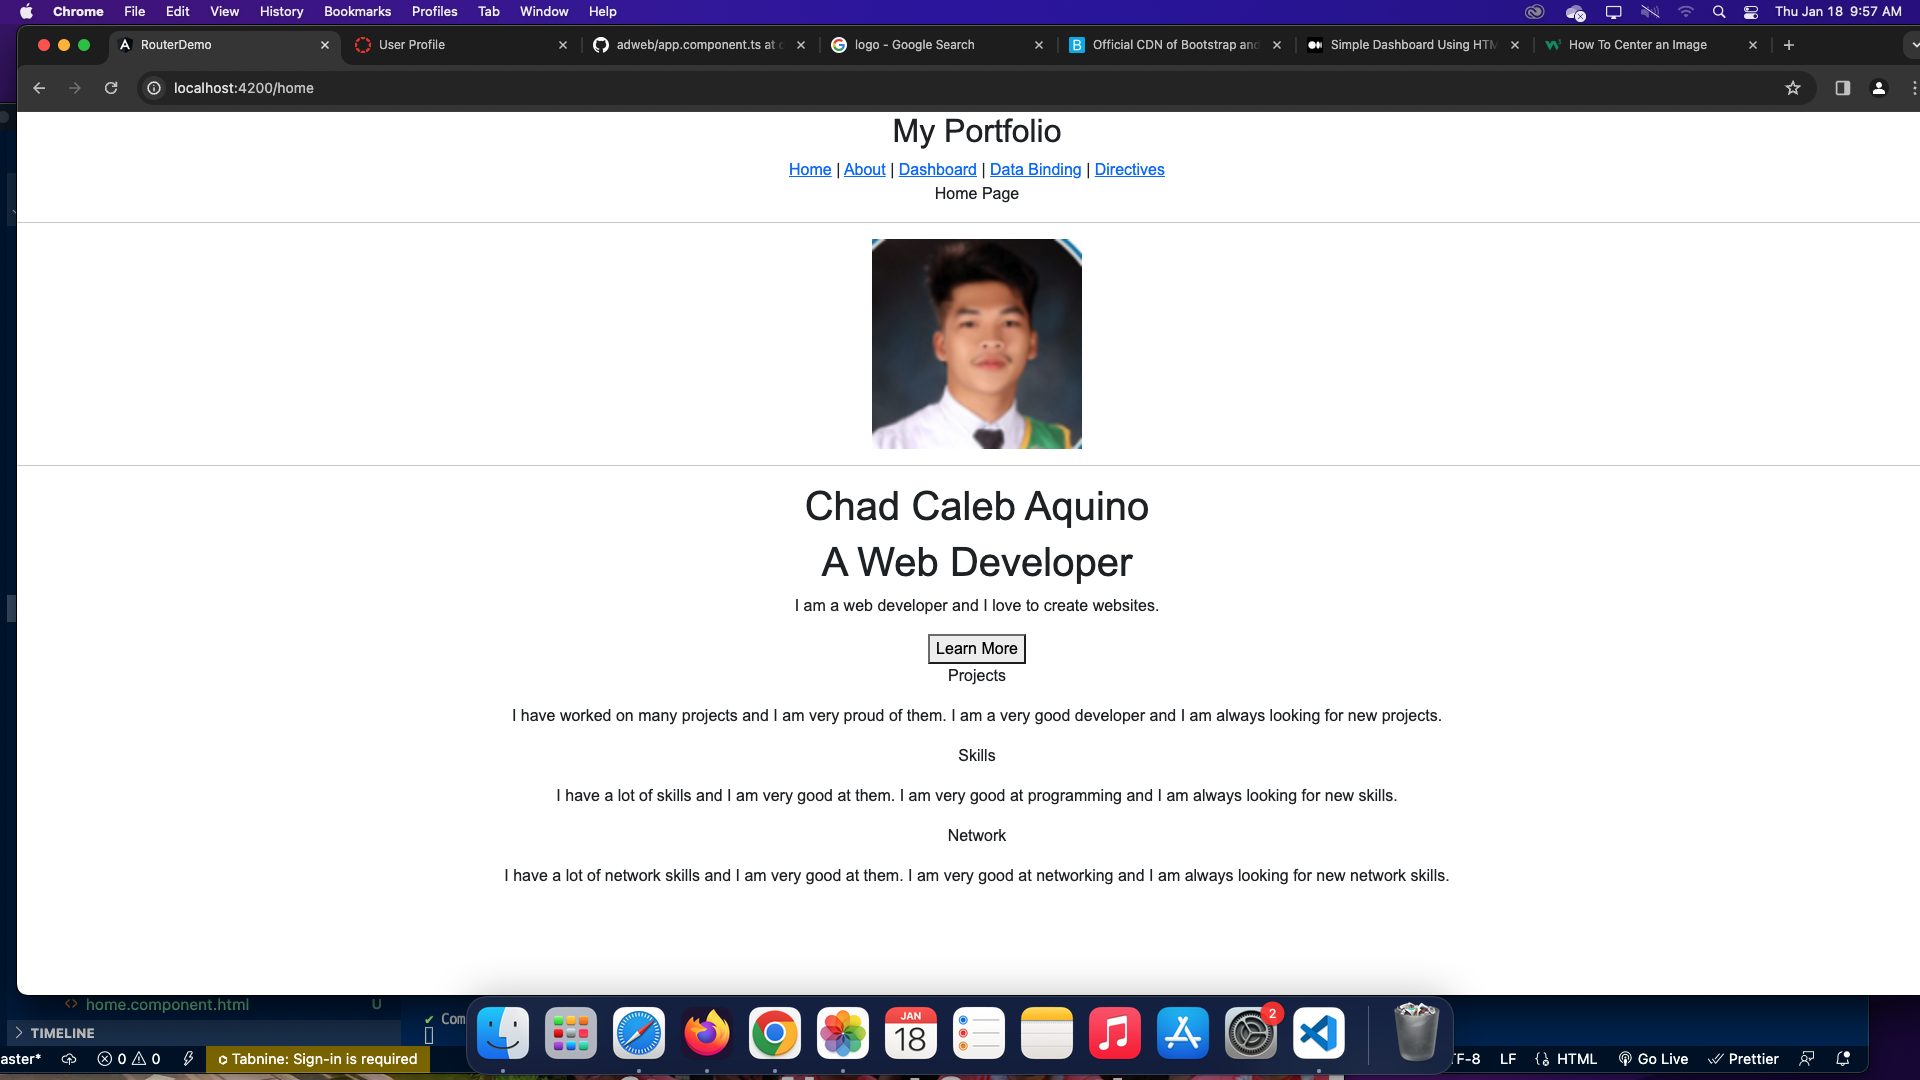 Chrome File Edit View History Bookmarks Profiles Tab Window Help Thu Jan 18 9:57 AM
RouterDemo User Profile adweb/app.component.ts at logo - Google Search Official CDN of Bootstrap and Simple Dashboard Using HTM How To Center an Image
localhost:4200/home
My Portfolio
Home | About | Dashboard | Data Binding | Directives
Home Page
Chad Caleb Aquino
A Web Developer
I am a web developer and I love to create websites.
Learn More
Projects
I have worked on many projects and I am very proud of them. I am a very good developer and I am always looking for new projects.
Skills
I have a lot of skills and I am very good at them. I am very good at programming and I am always looking for new skills.
Network
I have a lot of network skills and I am very good at them. I am very good at networking and I am always looking for new network skills.
home.component.html U
Com
TIMELINE
JAN
18
2
aster* 0 0 Tabnine: Sign-in is required TF-8 LF HTML Go Live Prettier